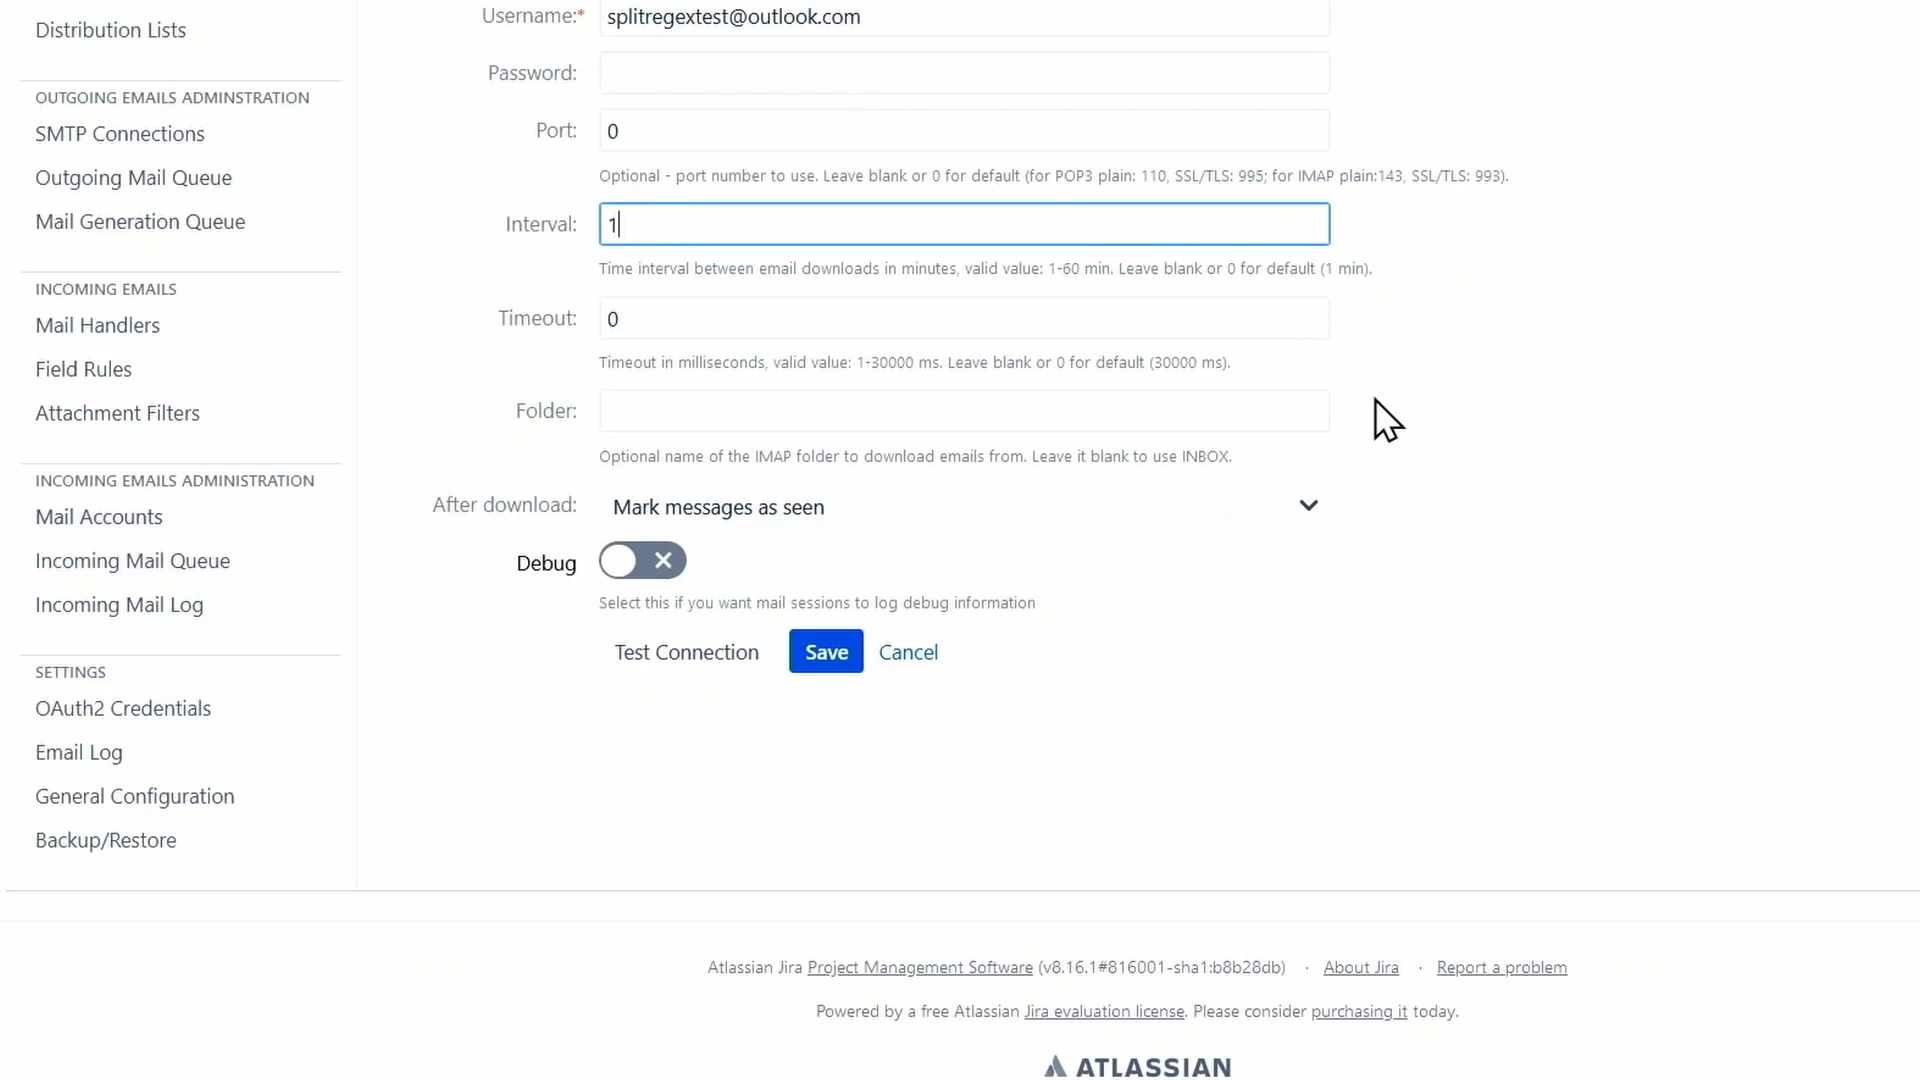 Distribution Lists
OUTGOING EMAILS ADMINSTRATION
SMTP Connections
Outgoing Mail Queue
Mail Generation Queue
INCOMING EMAILS
Mail Handlers
Field Rules
Attachment Filters
INCOMING EMAILS ADMINISTRATION
Mail Accounts
Incoming Mail Queue
Incoming Mail Log
SETTINGS
OAuth2 Credentials
Email Log
General Configuration
Backup/Restore
Username:* splitregextest@outlook.com
Password:
Port: 0
Optional - port number to use. Leave blank or 0 for default (for POP3 plain: 110, SSL/TLS: 995; for IMAP plain:143, SSL/TLS: 993).
Interval: 1
Time interval between email downloads in minutes, valid value: 1-60 min. Leave blank or 0 for default (1 min).
Timeout: 0
Timeout in milliseconds, valid value: 1-30000 ms. Leave blank or 0 for default (30000 ms).
Folder:
Optional name of the IMAP folder to download emails from. Leave it blank to use INBOX.
After download: Mark messages as seen
Debug
Select this if you want mail sessions to log debug information
Test Connection Save Cancel
Atlassian Jira Project Management Software (v8.16.1#816001-sha1:b8b28db) · About Jira · Report a problem
Powered by a free Atlassian Jira evaluation license. Please consider purchasing it today.
ATLASSIAN